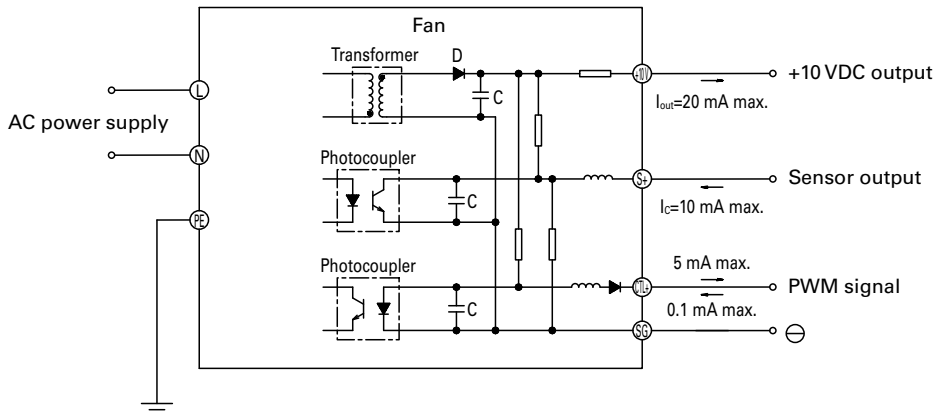 Fan
Transformer
D
+10 V
+10 VDC output
C
Iout=20 mA max.
L
AC power supply
N
Photocoupler
S+
Sensor output
C
IC=10 mA max.
PE
Photocoupler
5 mA max.
CTL+
PWM signal
C
0.1 mA max.
SG
⊖